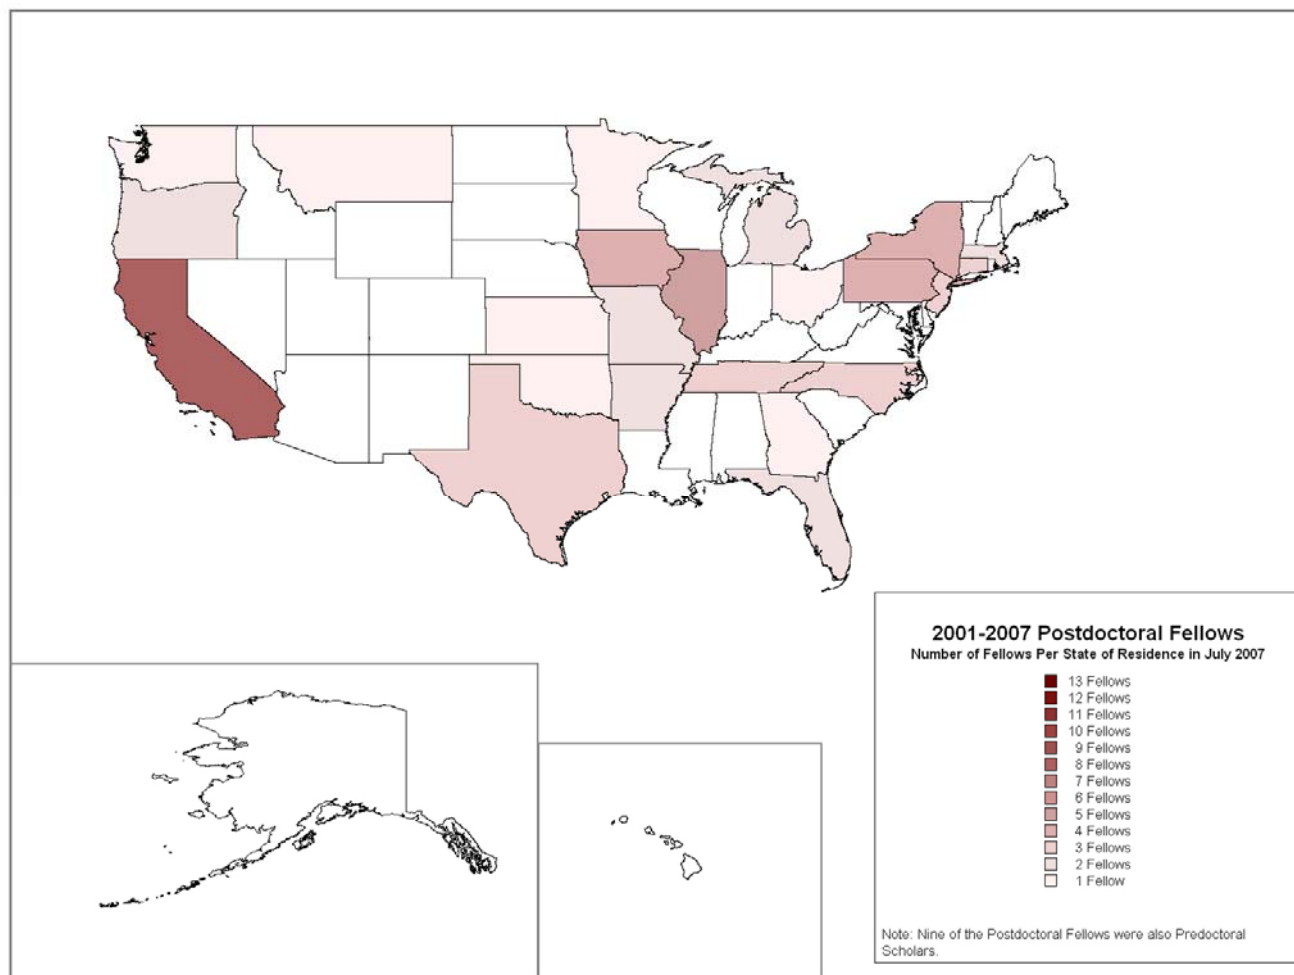 2001-2007 Postdoctoral Fellows
Number of Fellows Per State of Residence in July 2007
13 Fellows
12 Fellows
11 Fellows
10 Fellows
9 Fellows
8 Fellows
7 Fellows
6 Fellows
5 Fellows
4 Fellows
3 Fellows
2 Fellows
1 Fellow
Note: Nine of the Postdoctoral Fellows were also Predoctoral
Scholars.